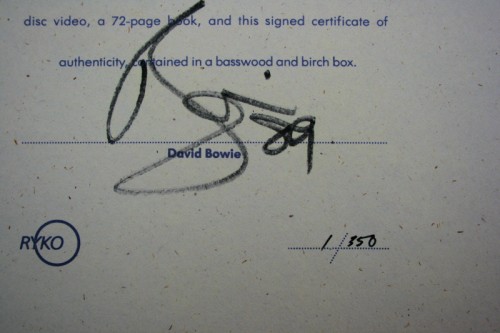 disc video, a 72-page book, and this signed certificate of
authenticity, contained in a basswood and birch box.
89
David Bowie
RYKO
1/350